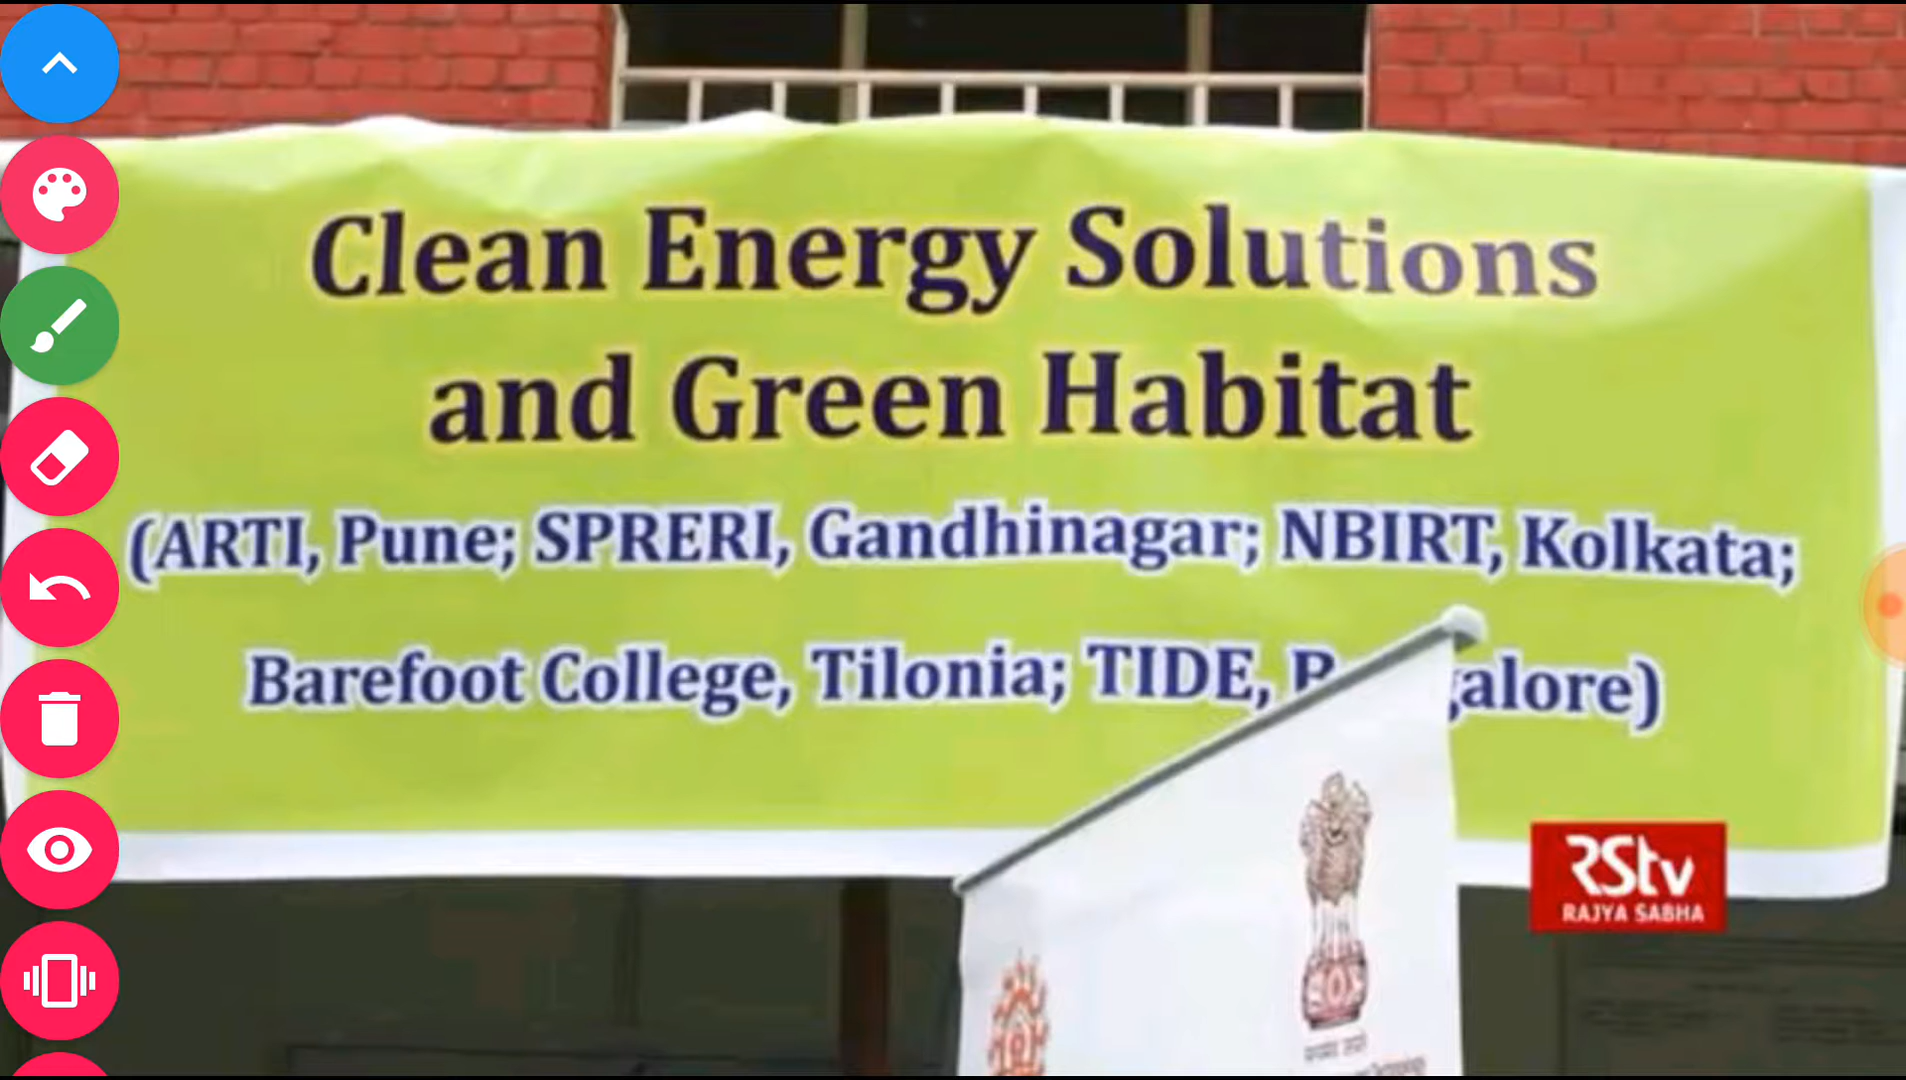 Clean Energy Solutions
and Green Habitat
(ARTI, Pune; SPRERI, Gandhinagar; NBIRT, Kolkata;
Barefoot College, Tilonia; TIDE, B galore)
RStv
RAJYA SABHA